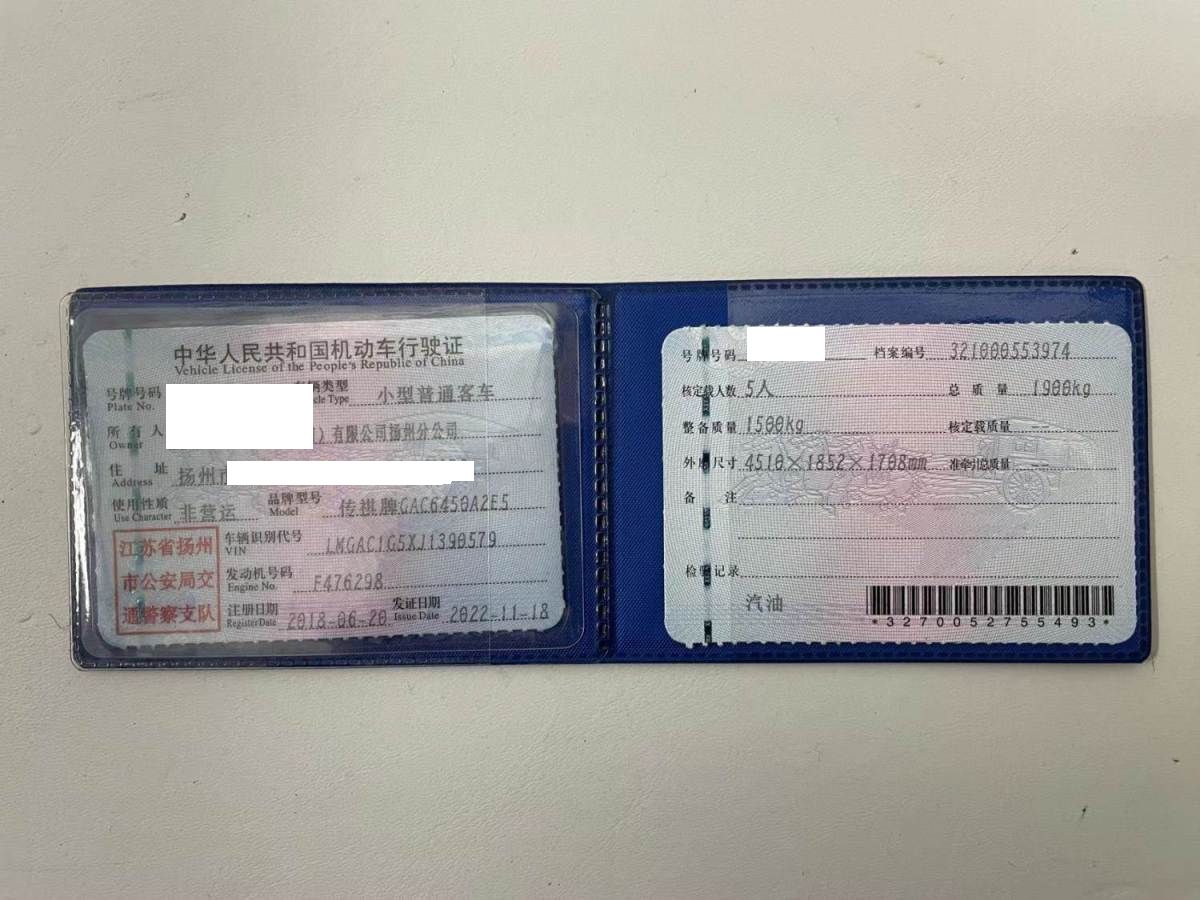 中华人民共和国机动车行驶证
Vehicle License of the People's Republic of China
号牌号码 车辆类型 小型普通客车
Plate No. cle Type
所有人 ）有限公司扬州分公司
Owner
住址 扬州市
Address
使用性质 非营运 品牌型号 传祺牌GAC6450A2E5
Use Character Model
江苏省扬州
市公安局交
通警察支队
车辆识别代号 LMGAC1G5XJ1390579
VIN
发动机号码 F476298
Engine No.
注册日期 2018-06-20 发证日期 2022-11-18
Register Date Issue Date
号牌号码 档案编号 321000553974
核定载人数 5人 总质量 1900kg
整备质量 1500kg 核定载质量 --
外廓尺寸 4510×1852×1708mm 准牵引总质量 --
备注
检验记录
汽油
*3270052755493*